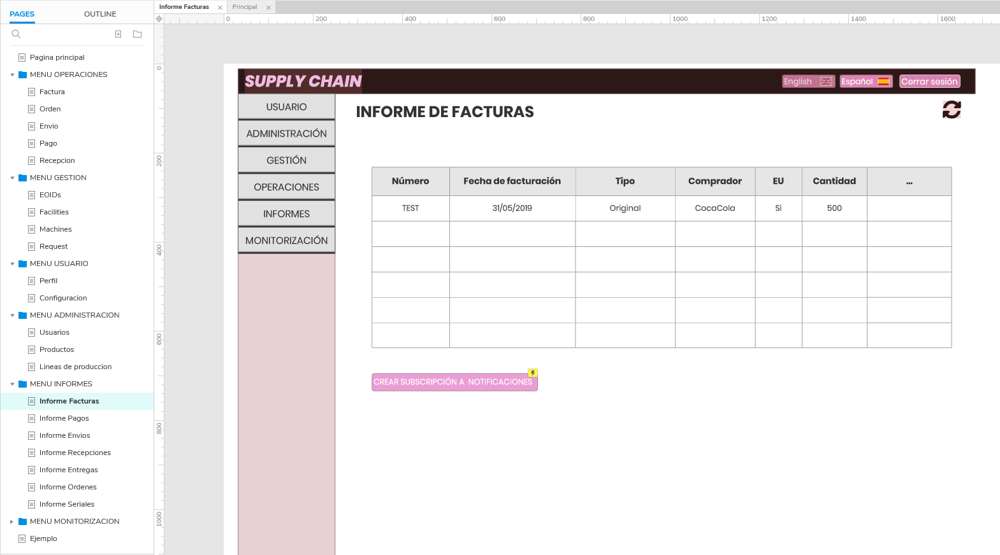 PAGES
OUTLINE
Pagina principal
MENU OPERACIONES
Factura
Orden
Envio
Pago
Recepcion
MENU GESTION
EOIDs
Facilities
Machines
Request
MENU USUARIO
Perfil
Configuracion
MENU ADMINISTRACION
Usuarios
Productos
Lineas de produccion
MENU INFORMES
Informe Facturas
Informe Pagos
Informe Envios
Informe Recepciones
Informe Entregas
Informe Ordenes
Informe Seriales
MENU MONITORIZACION
Ejemplo
Informe Facturas
Principal
0 200 400 600 800 1000 1200 1400 1600
0
200
400
600
800
1000
SUPPLY CHAIN
English
Español
Cerrar sesión
USUARIO
ADMINISTRACIÓN
GESTIÓN
OPERACIONES
INFORMES
MONITORIZACIÓN
INFORME DE FACTURAS
Número Fecha de facturación Tipo Comprador EU Cantidad ...
TEST 31/05/2019 Original CocaCola Si 500
CREAR SUBSCRIPCIÓN A NOTIFICACIONES